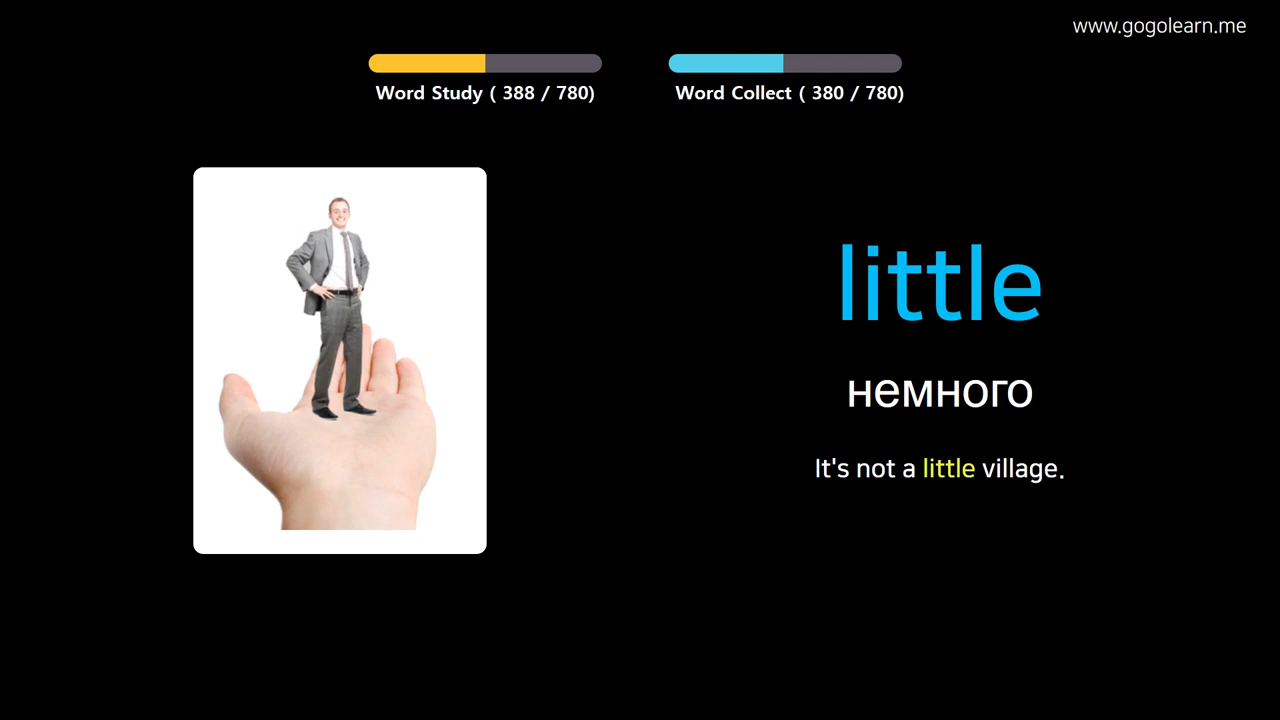 www.gogolearn.me
Word Study ( 388 / 780)
Word Collect ( 380 / 780)
little
немного
It's not a little village.